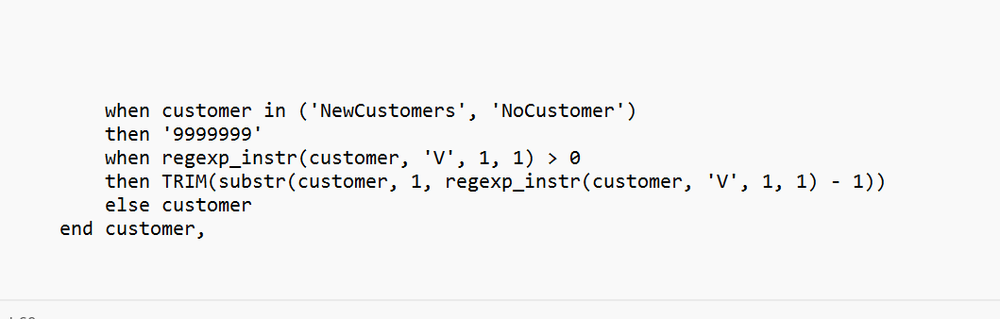 when customer in ('NewCustomers', 'NoCustomer')
then '9999999'
when regexp_instr(customer, 'V', 1, 1) > 0
then TRIM(substr(customer, 1, regexp_instr(customer, 'V', 1, 1) - 1))
else customer
end customer,